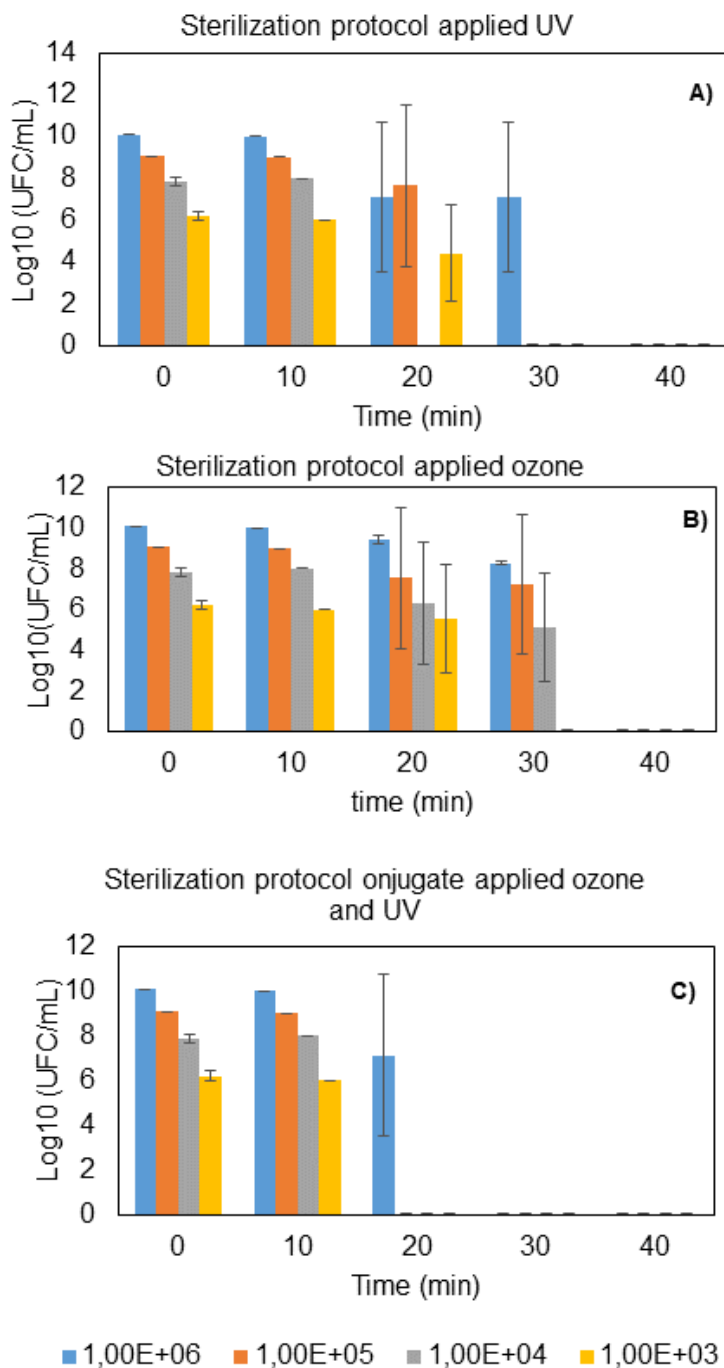 Sterilization protocol applied UV
14
12
10
8
6
4
2
0
Log10 (UFC/mL)
A)
0 10 20 30 40
Time (min)
Sterilization protocol applied ozone
12
10
8
6
4
2
0
Log10(UFC/mL)
B)
0 10 20 30 40
time (min)
Sterilization protocol onjugate applied ozone
and UV
12
10
8
6
4
2
0
Log10 (UFC/mL)
C)
0 10 20 30 40
Time (min)
1,00E+06 1,00E+05 1,00E+04 1,00E+03